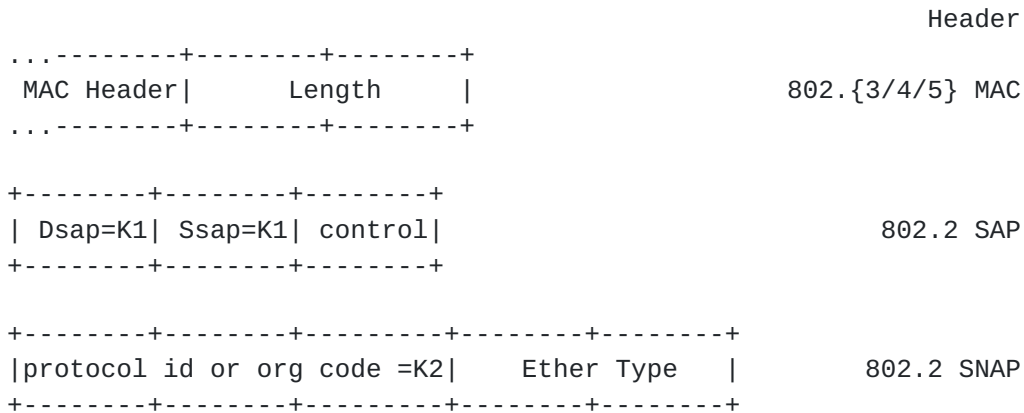 Header
...--------+--------+--------+
MAC Header|      Length      |                    802.{3/4/5} MAC
...--------+--------+--------+
+--------+--------+--------+
| Dsap=K1| Ssap=K1| control|                            802.2 SAP
+--------+--------+--------+
+--------+--------+---------+--------+--------+
|protocol id or org code =K2|    Ether Type   |        802.2 SNAP
+--------+--------+---------+--------+--------+